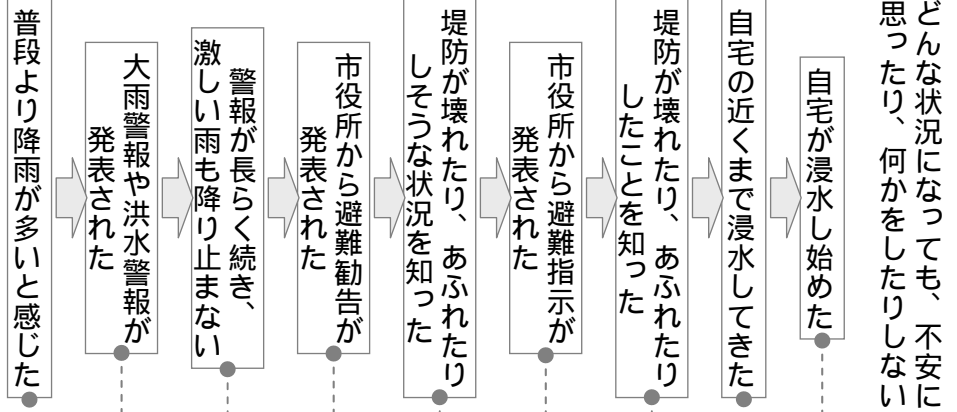 普段より降雨が多いと感じた
大雨警報や洪水警報が
発表された
警報が長らく続き、
激しい雨も降り止まない
市役所から避難勧告が
発表された
堤防が壊れたり、あふれたり
しそうな状況を知った
市役所から避難指示が
発表された
堤防が壊れたり、あふれたり
したことを知った
自宅の近くまで浸水してきた
自宅が浸水し始めた
どんな状況になっても、不安に
思ったり、何かをしたりしない